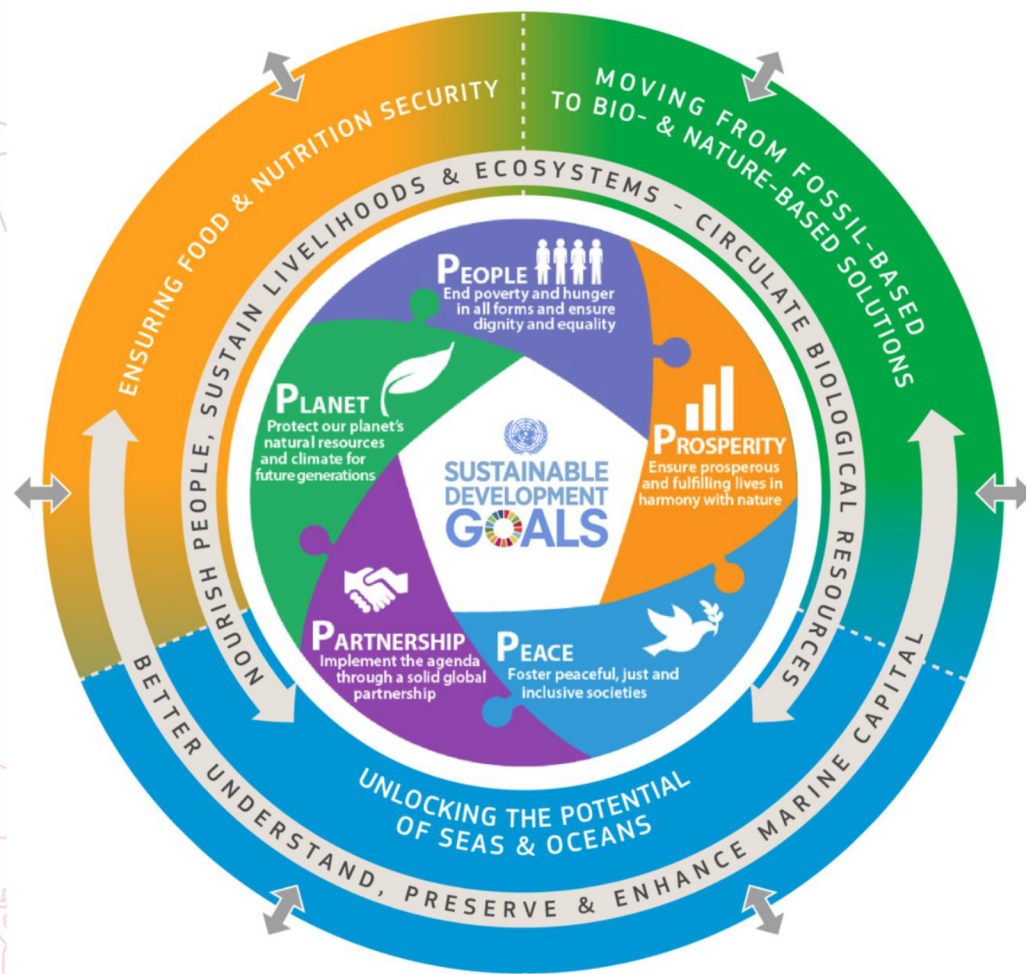 ENSURING FOOD & NUTRITION SECURITY
MOVING FROM FOSSIL-BASED
TO BIO- & NATURE-BASED SOLUTIONS
NOURISH PEOPLE, SUSTAIN LIVELIHOODS & ECOSYSTEMS - CIRCULATE BIOLOGICAL RESOURCES
PEOPLE
End poverty and hunger
in all forms and ensure
dignity and equality
PLANET
Protect our planet's
natural resources
and climate for
future generations
PROSPERITY
Ensure prosperous
and fulfilling lives in
harmony with nature
SUSTAINABLE
DEVELOPMENT
GOALS
PARTNERSHIP
Implement the agenda
through a solid global
partnership
PEACE
Foster peaceful, just and
inclusive societies
UNLOCKING THE POTENTIAL
OF SEAS & OCEANS
BETTER UNDERSTAND, PRESERVE & ENHANCE MARINE CAPITAL